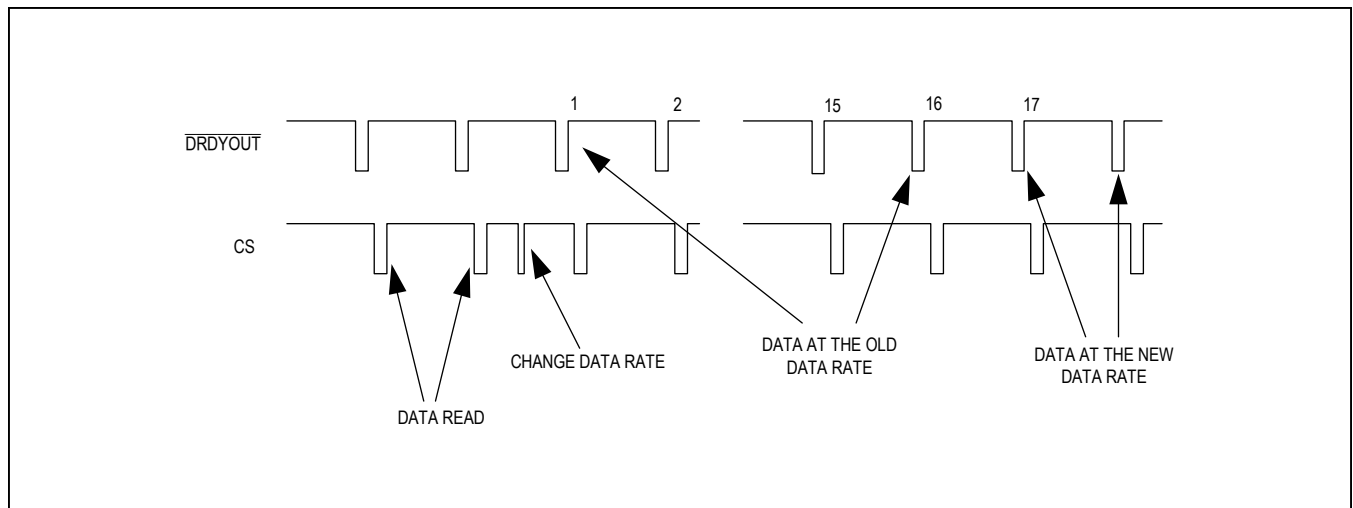 1
2
15
16
17
DRDYOUT
CS
CHANGE DATA RATE
DATA AT THE OLD
DATA RATE
DATA AT THE NEW
DATA RATE
DATA READ